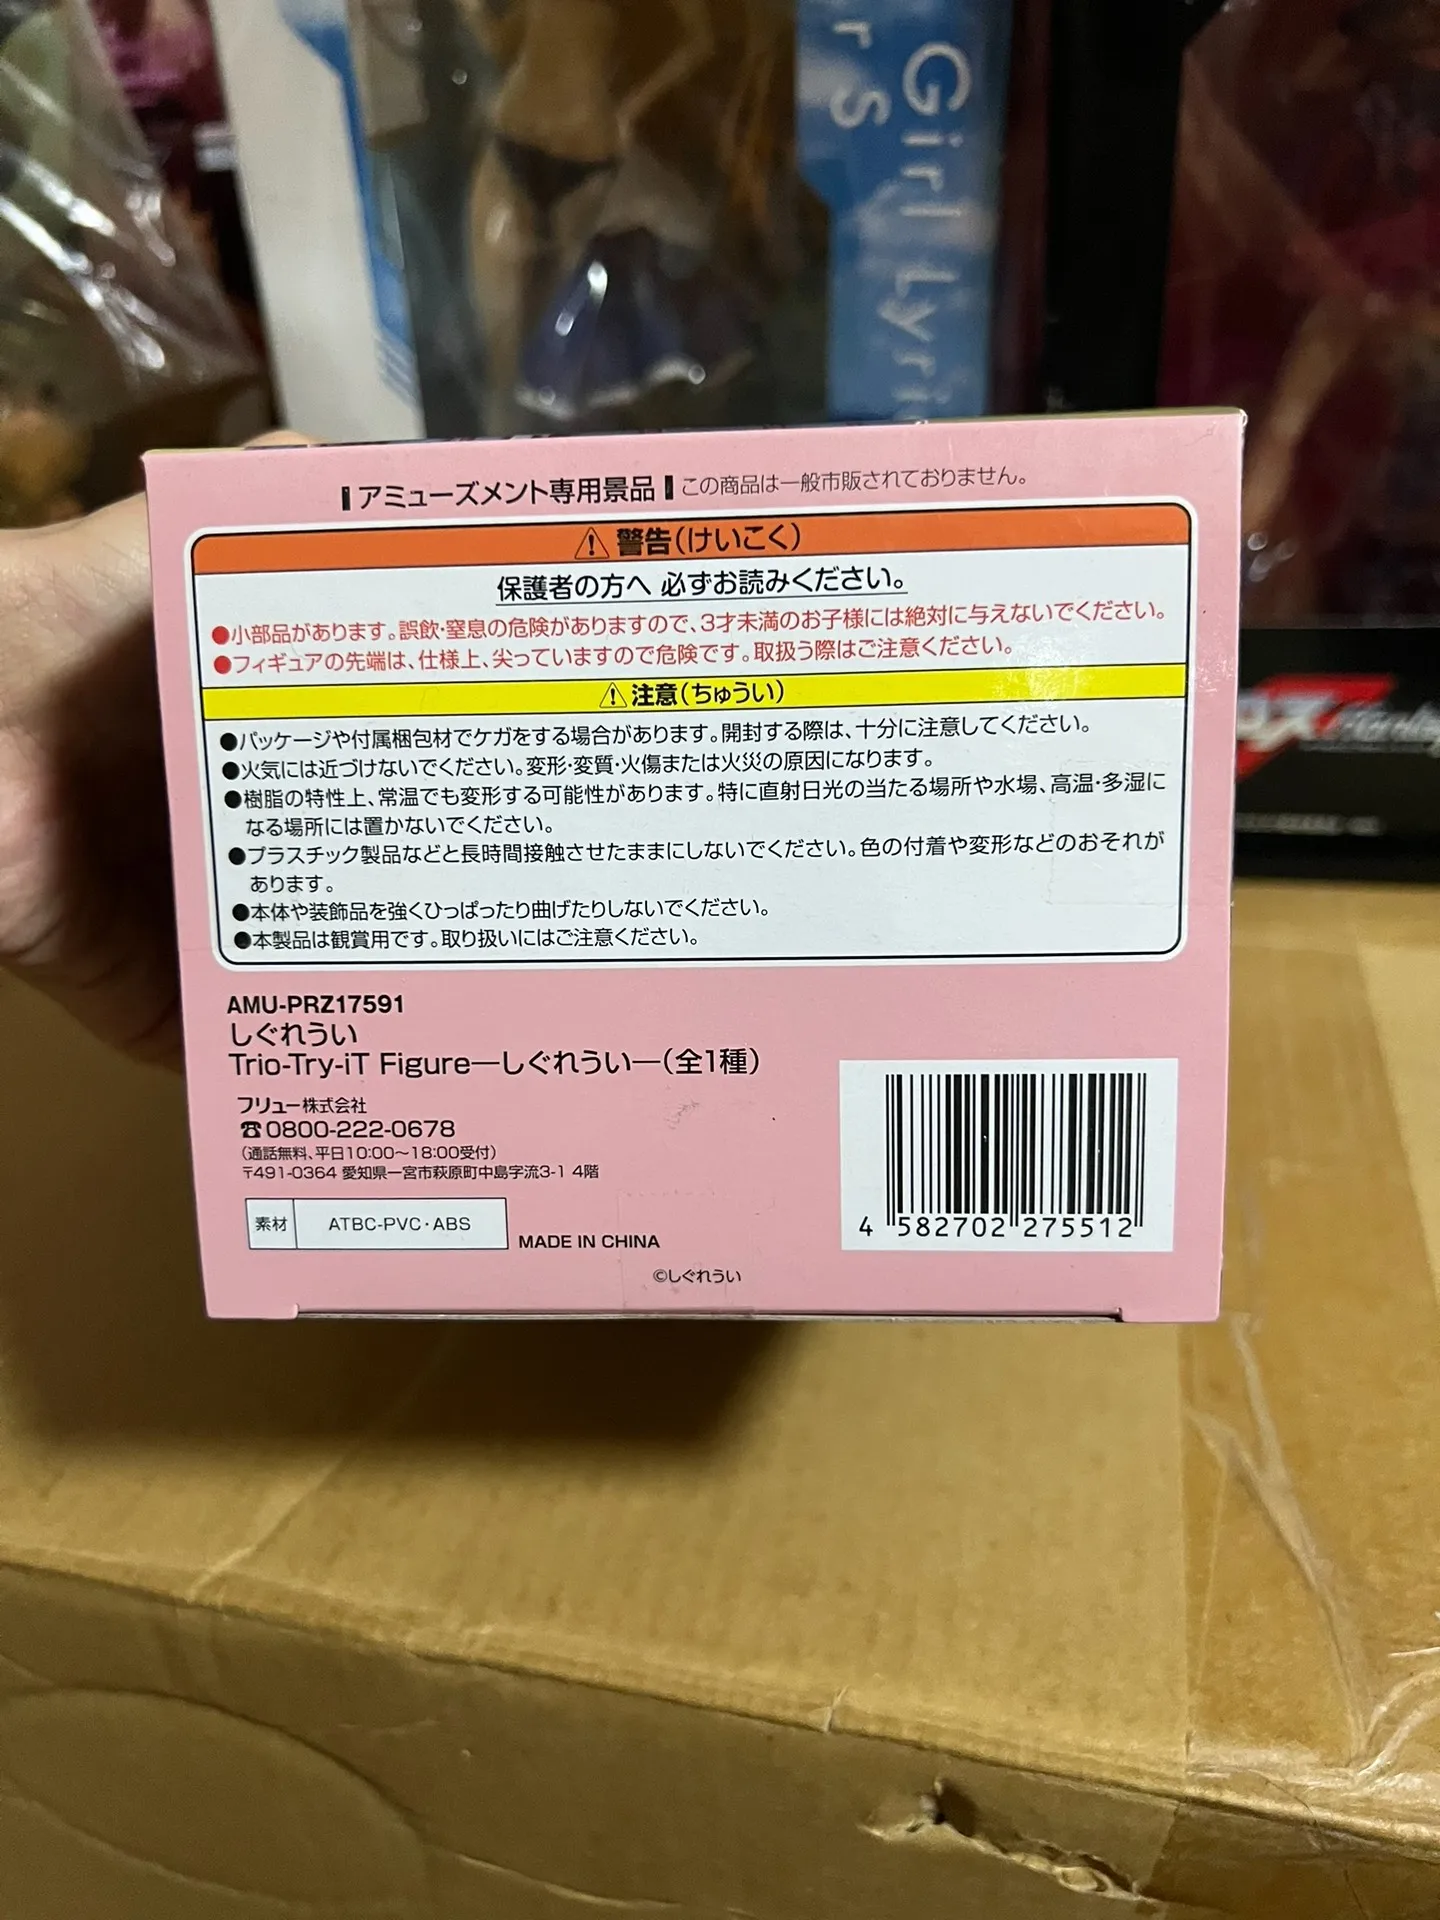 Girl Lyric
rs
▌アミューズメント専用景品▐ この商品は一般市販されておりません。
⚠ 警告(けいこく)
保護者の方へ 必ずお読みください。
●小部品があります。誤飲・窒息の危険がありますので、3才未満のお子様には絶対に与えないでください。
●フィギュアの先端は、仕様上、尖っていますので危険です。取扱う際はご注意ください。
⚠ 注意(ちゅうい)
●パッケージや付属梱包材でケガをする場合があります。開封する際は、十分に注意してください。
●火気には近づけないでください。変形・変質・火傷または火災の原因になります。
●樹脂の特性上、常温でも変形する可能性があります。特に直射日光の当たる場所や水場、高温・多湿に
なる場所には置かないでください。
●プラスチック製品などと長時間接触させたままにしないでください。色の付着や変形などのおそれが
あります。
●本体や装飾品を強くひっぱったり曲げたりしないでください。
●本製品は観賞用です。取り扱いにはご注意ください。
AMU-PRZ17591
しぐれうい
Trio-Try-iT Figure―しぐれうい―(全1種)
フリュー株式会社
☎0800-222-0678
(通話無料、平日10:00～18:00受付)
〒491-0364 愛知県一宮市萩原町中島字流3-1 4階
素材 ATBC-PVC・ABS
MADE IN CHINA
4 582702 275512
©しぐれうい